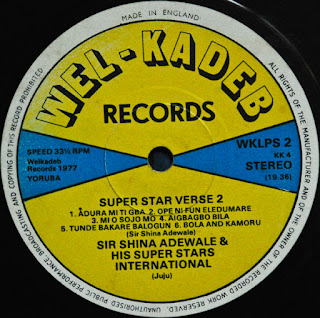 MADE IN ENGLAND
ALL RIGHTS OF THE MANUFACTURER AND OF THE OWNER OF THE RECORDED WORK RESERVED. UNAUTHORISED PUBLIC PERFORMANCE, BROADCASTING AND COPYING OF THIS RECORD PROHIBITED
WEL-KADEB
RECORDS
SPEED 33⅓ RPM
Welkadeb
Records 1977
YORUBA
WKLPS 2
KK 4
STEREO
(19.36)
SUPER STAR VERSE 2
1. ÀDURA MI TI GBA. 2. OPE NI FÚN ELEDUMARE
3. MI O SOJO MO 4. AIGBAGBO BILA
5. TUNDE BAKARE BALOGUN 6. BOLA AND KAMORU
(Sir Shina Adewale)
SIR SHINA ADEWALE &
HIS SUPER STARS
INTERNATIONAL
(Juju)